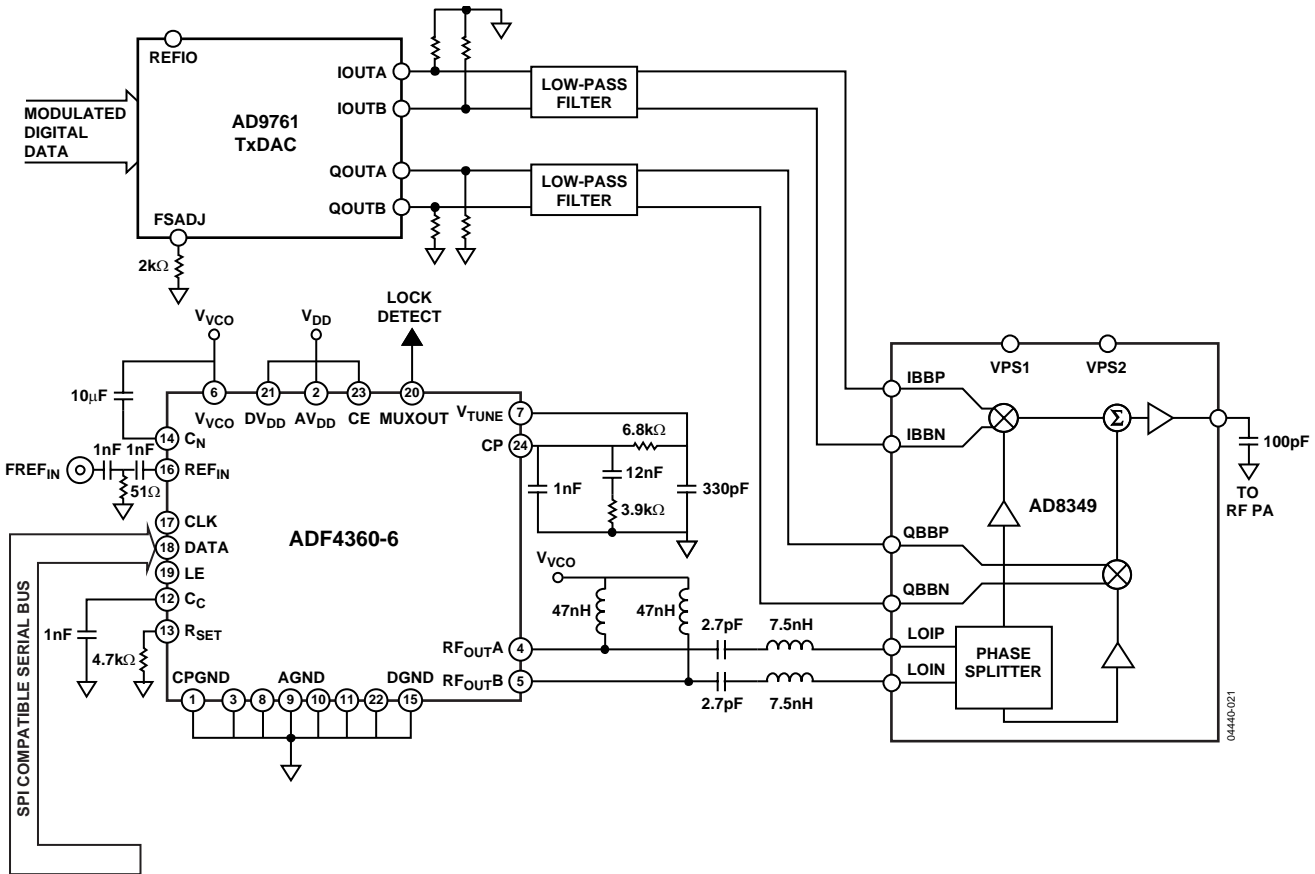 REFIO
MODULATED
DIGITAL
DATA
AD9761
TxDAC
IOUTA
IOUTB
QOUTA
QOUTB
FSADJ
2kΩ
LOW-PASS
FILTER
LOW-PASS
FILTER
LOCK
DETECT
VVCO
VDD
10μF
6
21
2
23
20
VVCO
DVDD
AVDD
CE
MUXOUT
VTUNE
7
CP
24
14
CN
1nF
1nF
FREFIN
16
REFIN
51Ω
17
CLK
18
DATA
19
LE
12
CC
1nF
13
RSET
4.7kΩ
ADF4360-6
6.8kΩ
1nF
12nF
3.9kΩ
330pF
VVCO
47nH
47nH
2.7pF
7.5nH
RFOUTA
4
RFOUTB
5
2.7pF
7.5nH
CPGND
AGND
DGND
1
3
8
9
10
11
22
15
SPI COMPATIBLE SERIAL BUS
VPS1
VPS2
IBBP
IBBN
Σ
100pF
TO
RF PA
AD8349
QBBP
QBBN
LOIP
LOIN
PHASE
SPLITTER
04440-021